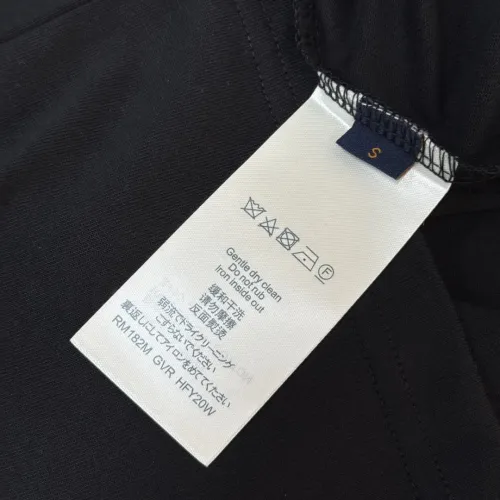 S
Gentle dry clean
Do not rub
Iron inside out
缓和干洗
请勿摩擦
反面熨烫
弱流でドライクリーニング
こすらないでください
裏返しにしてアイロンをめてください
RM182M GVR HFY20W